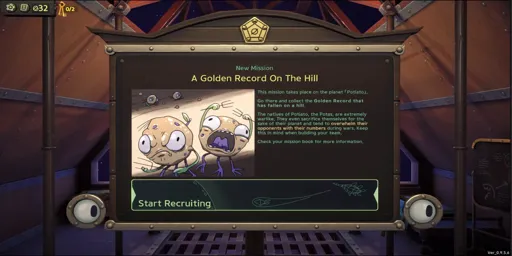 32
0/2
New Mission
A Golden Record On The Hill
This mission takes place on the planet「Potato」.
Go there and collect the Golden Record that
has fallen on a hill.
The natives of Potato, the Potas, are extremely
warlike. They even sacrifice themselves for the
sake of their planet and tend to overwhelm their
opponents with their numbers during wars. Keep
this in mind when building your team.
Check your mission book for more information.
Start Recruiting